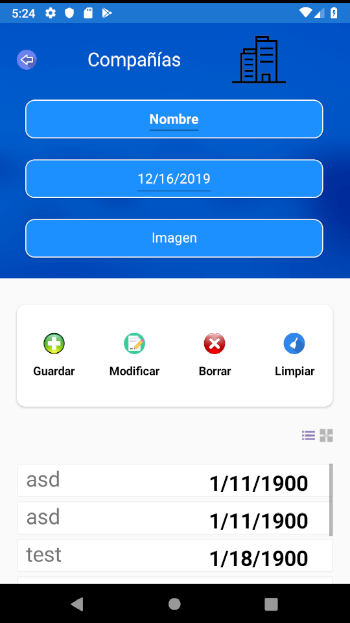 5:24
Compañías
Nombre
12/16/2019
Imagen
Guardar Modificar Borrar Limpiar
asd 1/11/1900
asd 1/11/1900
test 1/18/1900